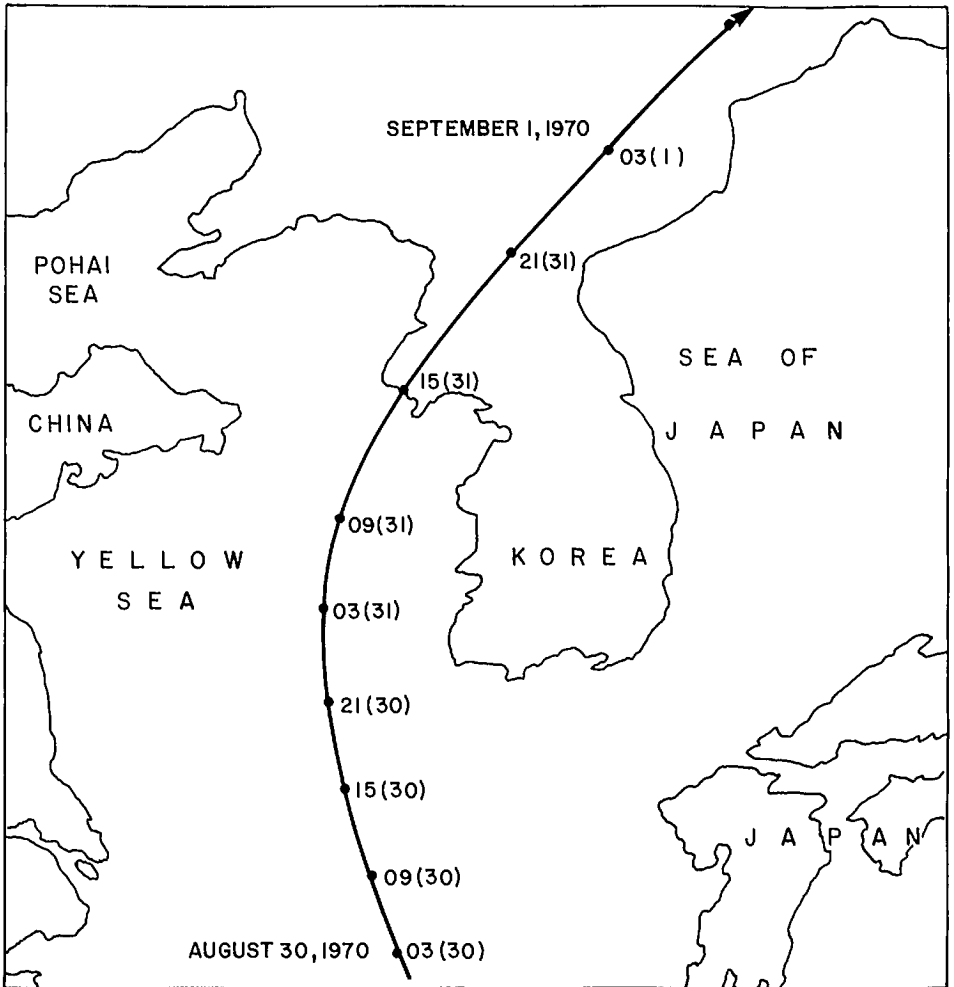 SEPTEMBER 1, 1970
03(1)
21(31)
POHAI
SEA
SEA OF
JAPAN
15(31)
CHINA
09(31)
KOREA
YELLOW
SEA
03(31)
21(30)
15(30)
JAPAN
09(30)
AUGUST 30, 1970
03(30)